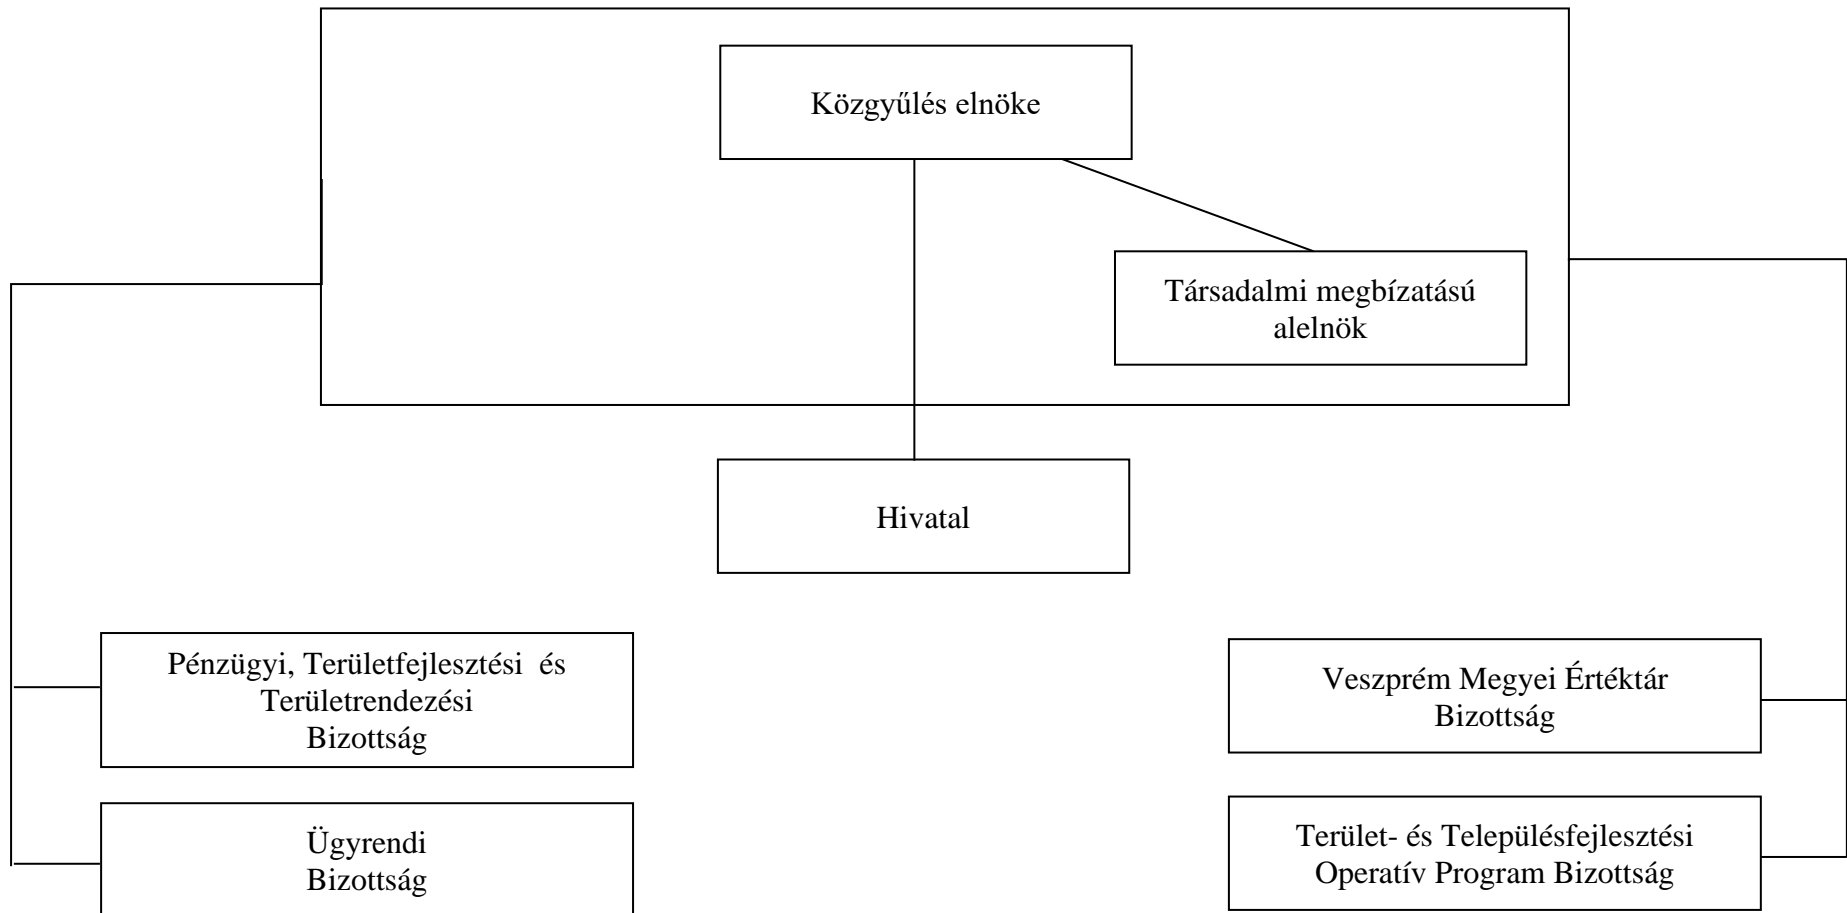 Közgyűlés elnöke
Társadalmi megbízatású
alelnök
Hivatal
Pénzügyi, Területfejlesztési és
Területrendezési
Bizottság
Ügyrendi
Bizottság
Veszprém Megyei Értéktár
Bizottság
Terület- és Településfejlesztési
Operatív Program Bizottság